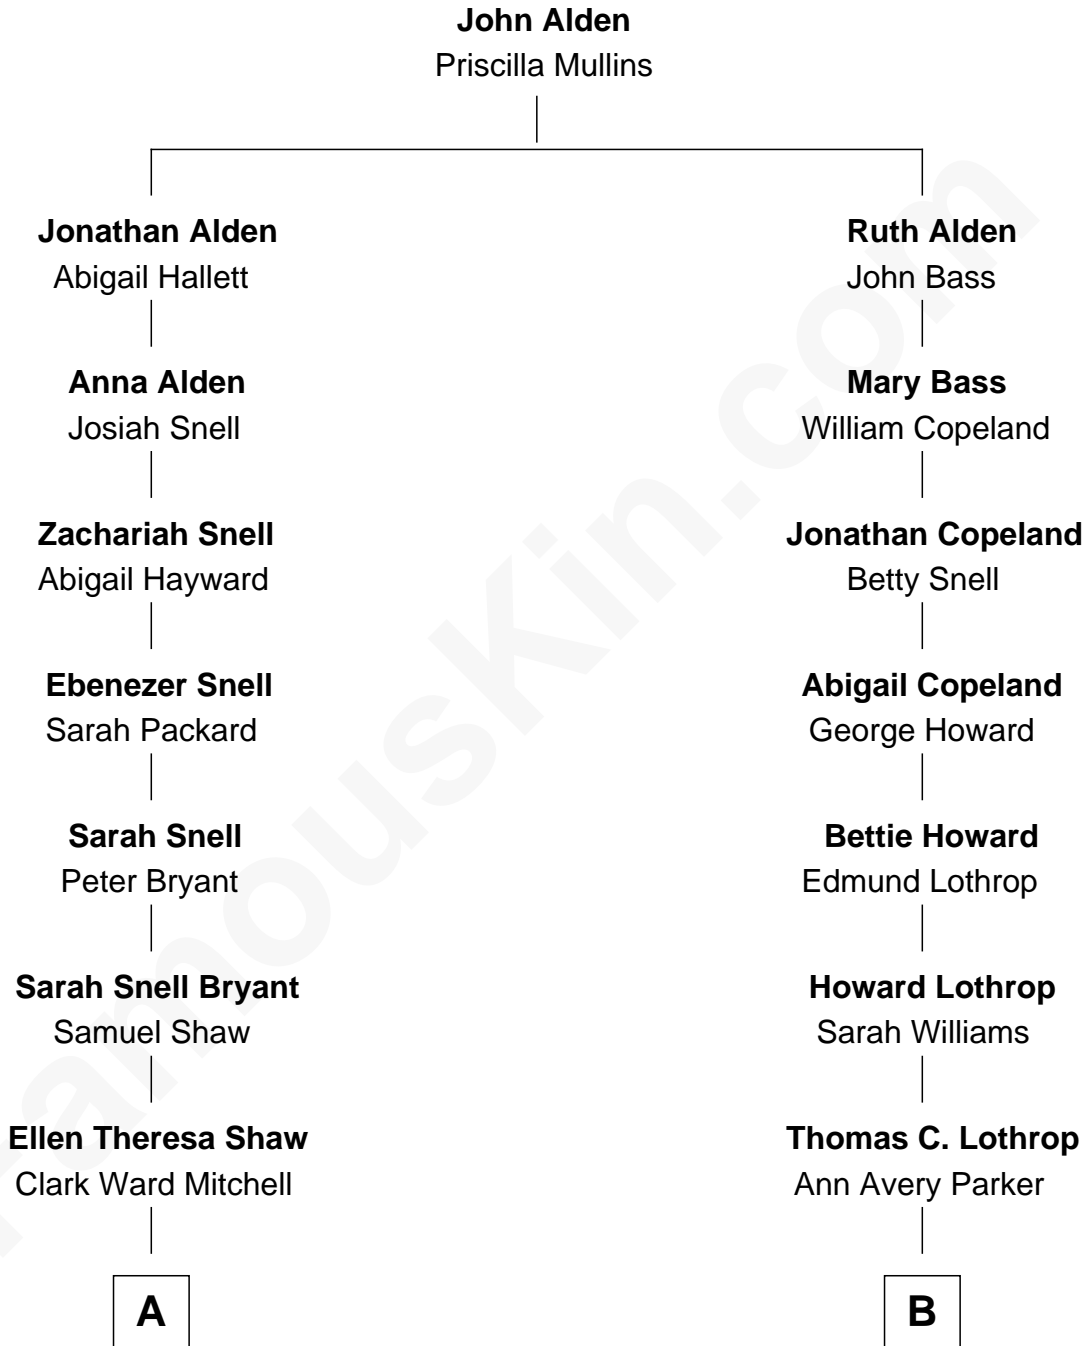 John Alden
Priscilla Mullins
Jonathan Alden
Abigail Hallett
Anna Alden
Josiah Snell
Zachariah Snell
Abigail Hayward
Ebenezer Snell
Sarah Packard
Sarah Snell
Peter Bryant
Sarah Snell Bryant
Samuel Shaw
Ellen Theresa Shaw
Clark Ward Mitchell
A
Ruth Alden
John Bass
Mary Bass
William Copeland
Jonathan Copeland
Betty Snell
Abigail Copeland
George Howard
Bettie Howard
Edmund Lothrop
Howard Lothrop
Sarah Williams
Thomas C. Lothrop
Ann Avery Parker
B
FamousKin.com